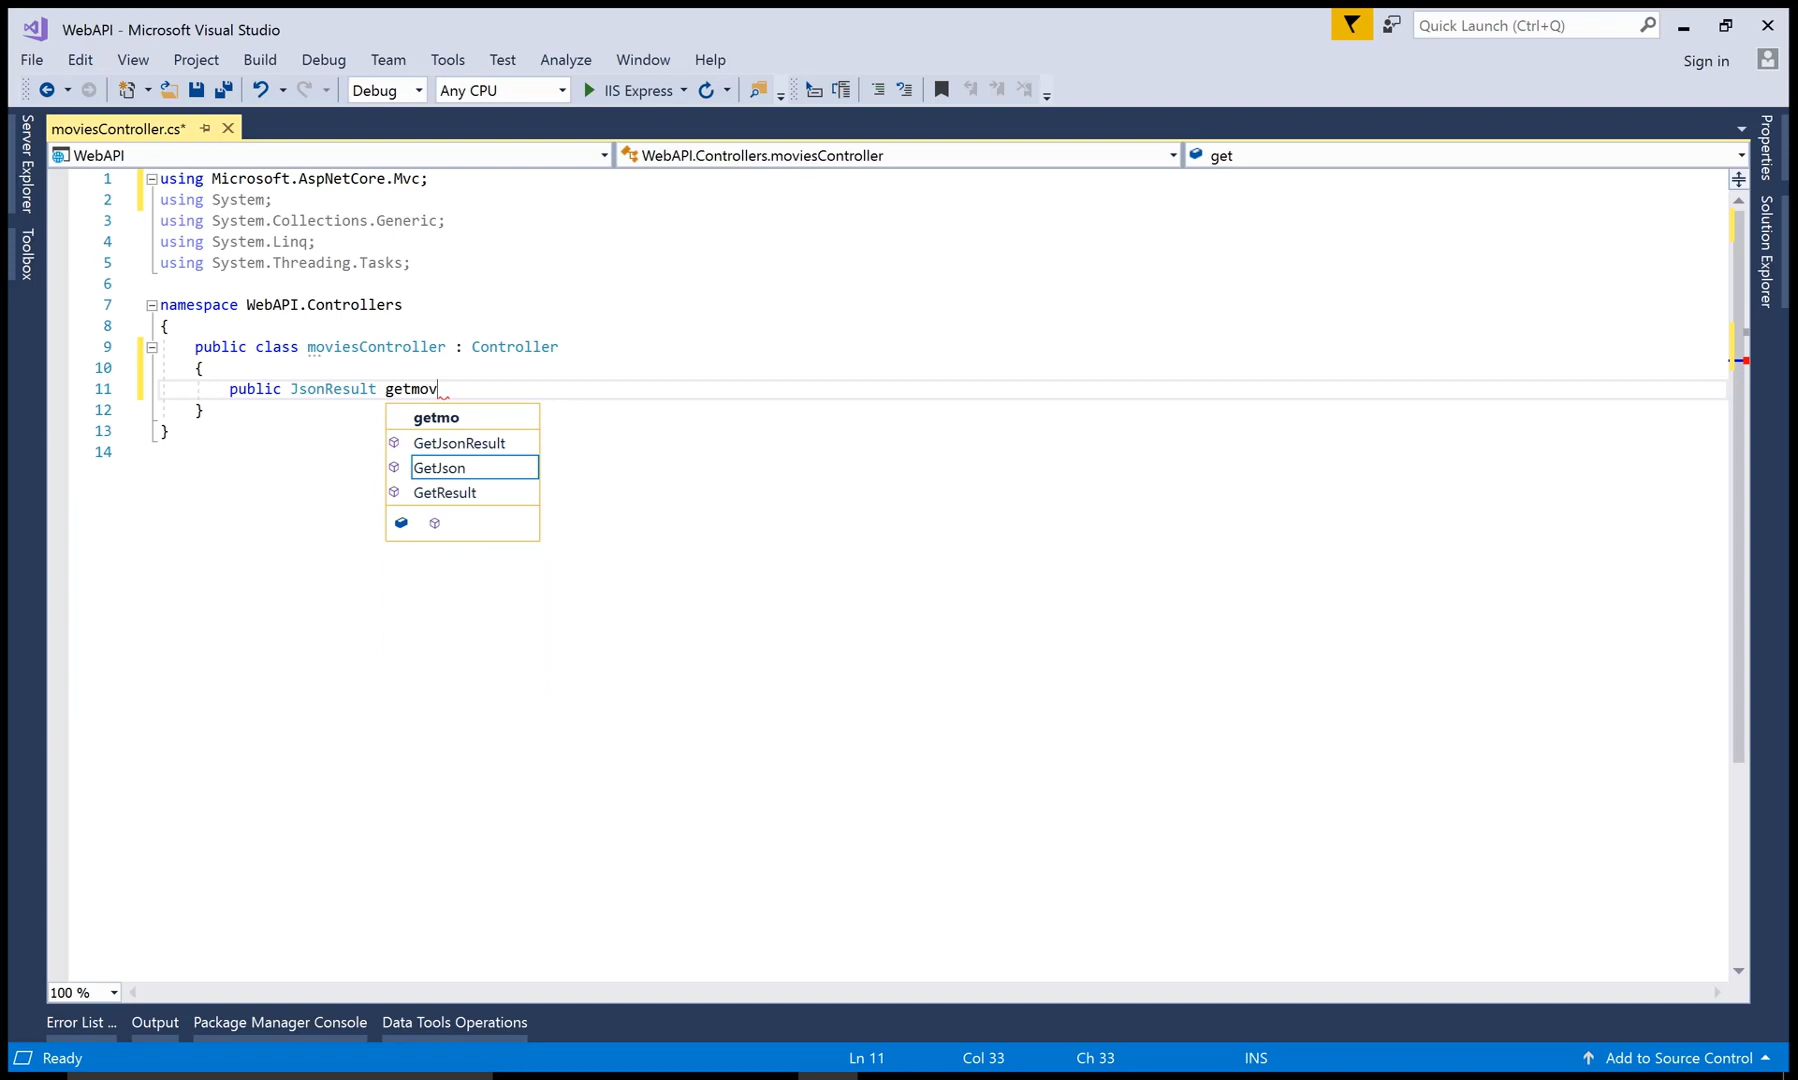 WebAPI - Microsoft Visual Studio
Quick Launch (Ctrl+Q)
File Edit View Project Build Debug Team Tools Test Analyze Window Help
Sign in
Debug Any CPU IIS Express
Server Explorer
Toolbox
Properties
Solution Explorer
moviesController.cs*
WebAPI WebAPI.Controllers.moviesController get
1 using Microsoft.AspNetCore.Mvc;
2 using System;
3 using System.Collections.Generic;
4 using System.Linq;
5 using System.Threading.Tasks;
6
7 namespace WebAPI.Controllers
8 {
9 public class moviesController : Controller
10 {
11 public JsonResult getmov
12 }
13 }
14
getmo
GetJsonResult
GetJson
GetResult
100 %
Error List ... Output Package Manager Console Data Tools Operations
Ready Ln 11 Col 33 Ch 33 INS Add to Source Control